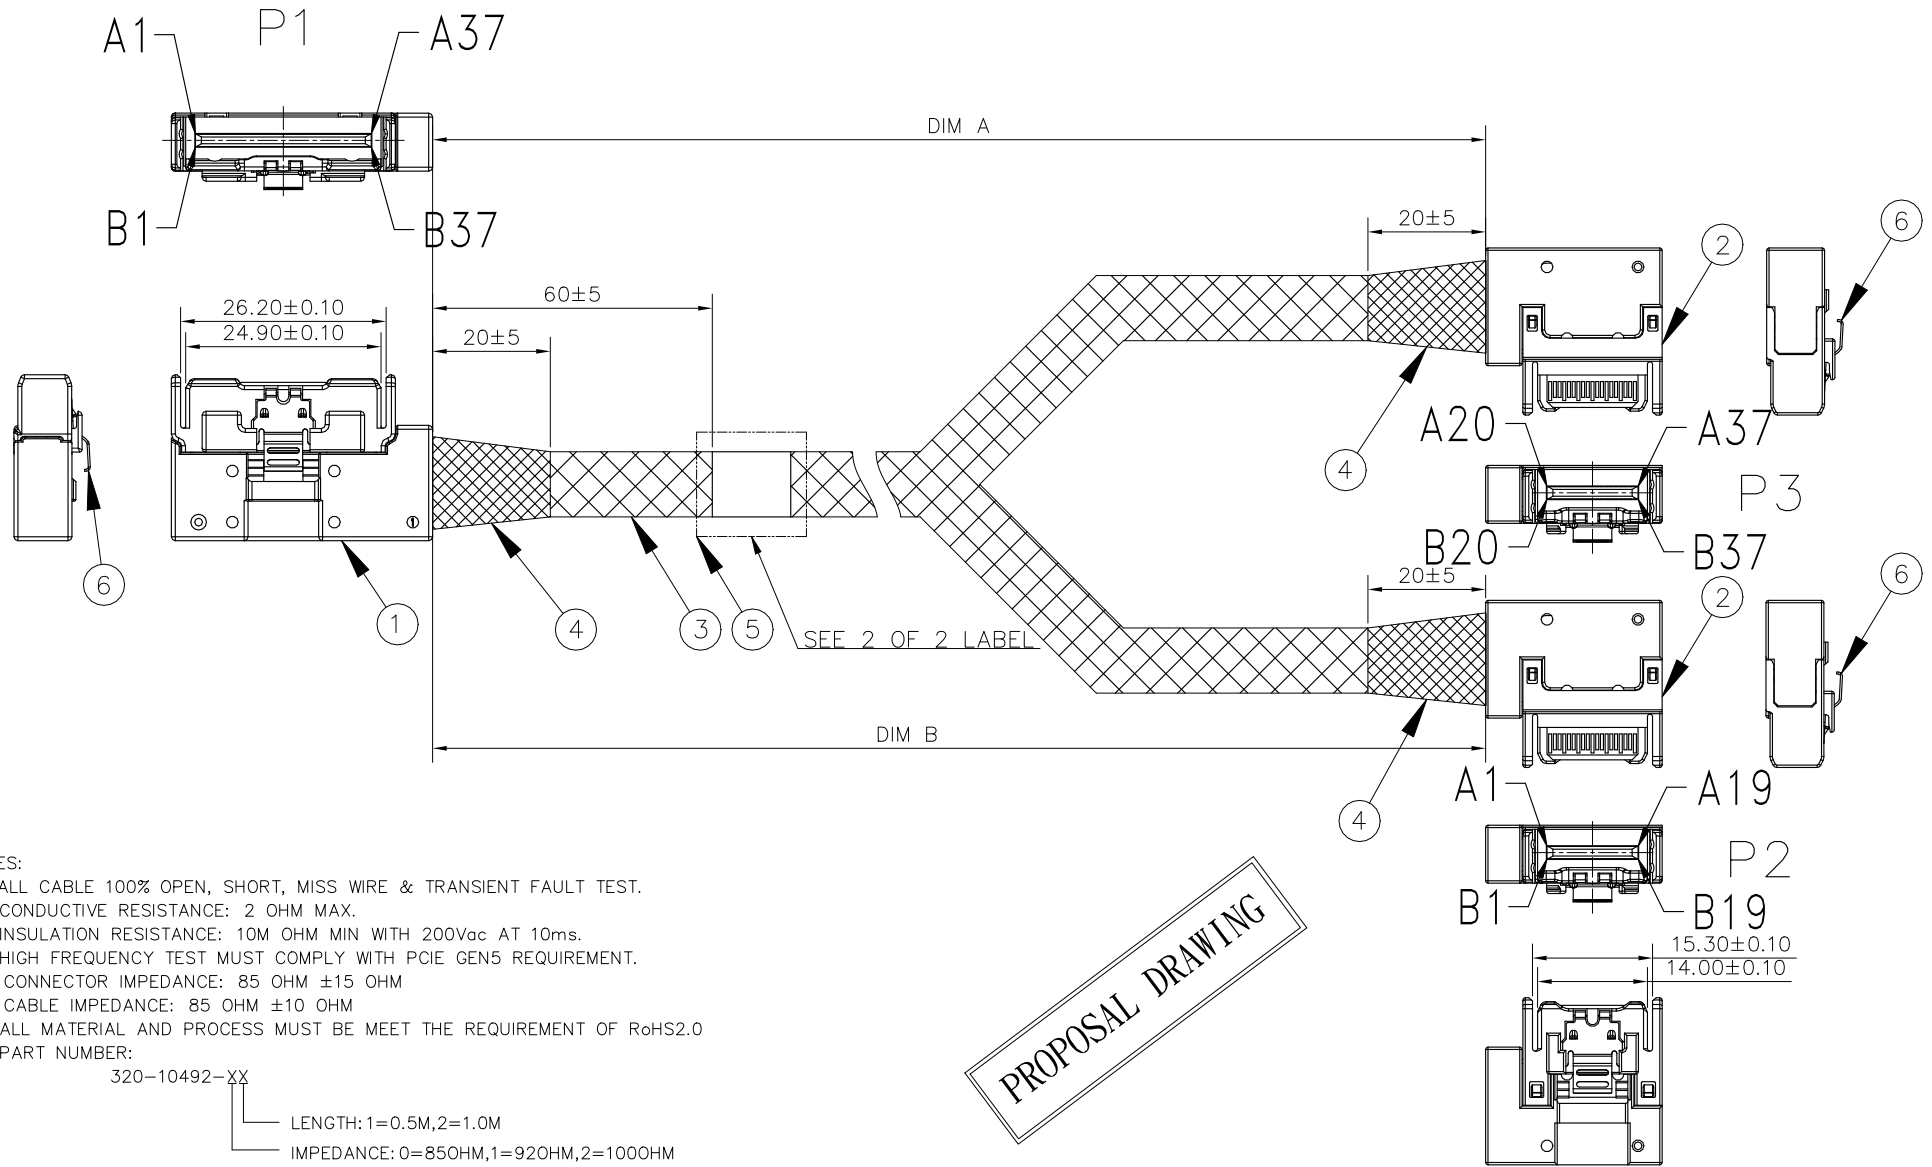 P1
A1
A37
B1
B37
DIM A
20±5
2
6
60±5
26.20±0.10
24.90±0.10
20±5
4
A20
A37
P3
B20
B37
20±5
6
1
4
3
5
SEE 2 OF 2 LABEL
2
6
DIM B
4
A1
A19
P2
B1
B19
15.30±0.10
14.00±0.10
ES:
ALL CABLE 100% OPEN, SHORT, MISS WIRE & TRANSIENT FAULT TEST.
CONDUCTIVE RESISTANCE: 2 OHM MAX.
INSULATION RESISTANCE: 10M OHM MIN WITH 200Vac AT 10ms.
HIGH FREQUENCY TEST MUST COMPLY WITH PCIE GEN5 REQUIREMENT.
CONNECTOR IMPEDANCE: 85 OHM ±15 OHM
CABLE IMPEDANCE: 85 OHM ±10 OHM
ALL MATERIAL AND PROCESS MUST BE MEET THE REQUIREMENT OF RoHS2.0
PART NUMBER:
320-10492-XX
LENGTH:1=0.5M,2=1.0M
IMPEDANCE:0=85OHM,1=92OHM,2=100OHM
PROPOSAL DRAWING